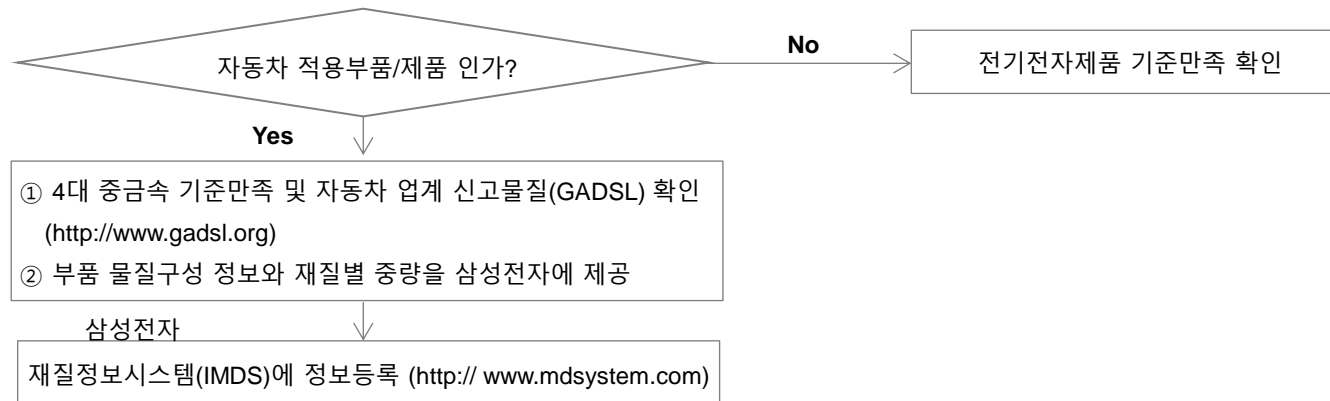 자동차 적용부품/제품 인가?
No
전기전자제품 기준만족 확인
Yes
① 4대 중금속 기준만족 및 자동차 업계 신고물질(GADSL) 확인
(http://www.gadsl.org)
② 부품 물질구성 정보와 재질별 중량을 삼성전자에 제공
삼성전자
재질정보시스템(IMDS)에 정보등록 (http:// www.mdsystem.com)